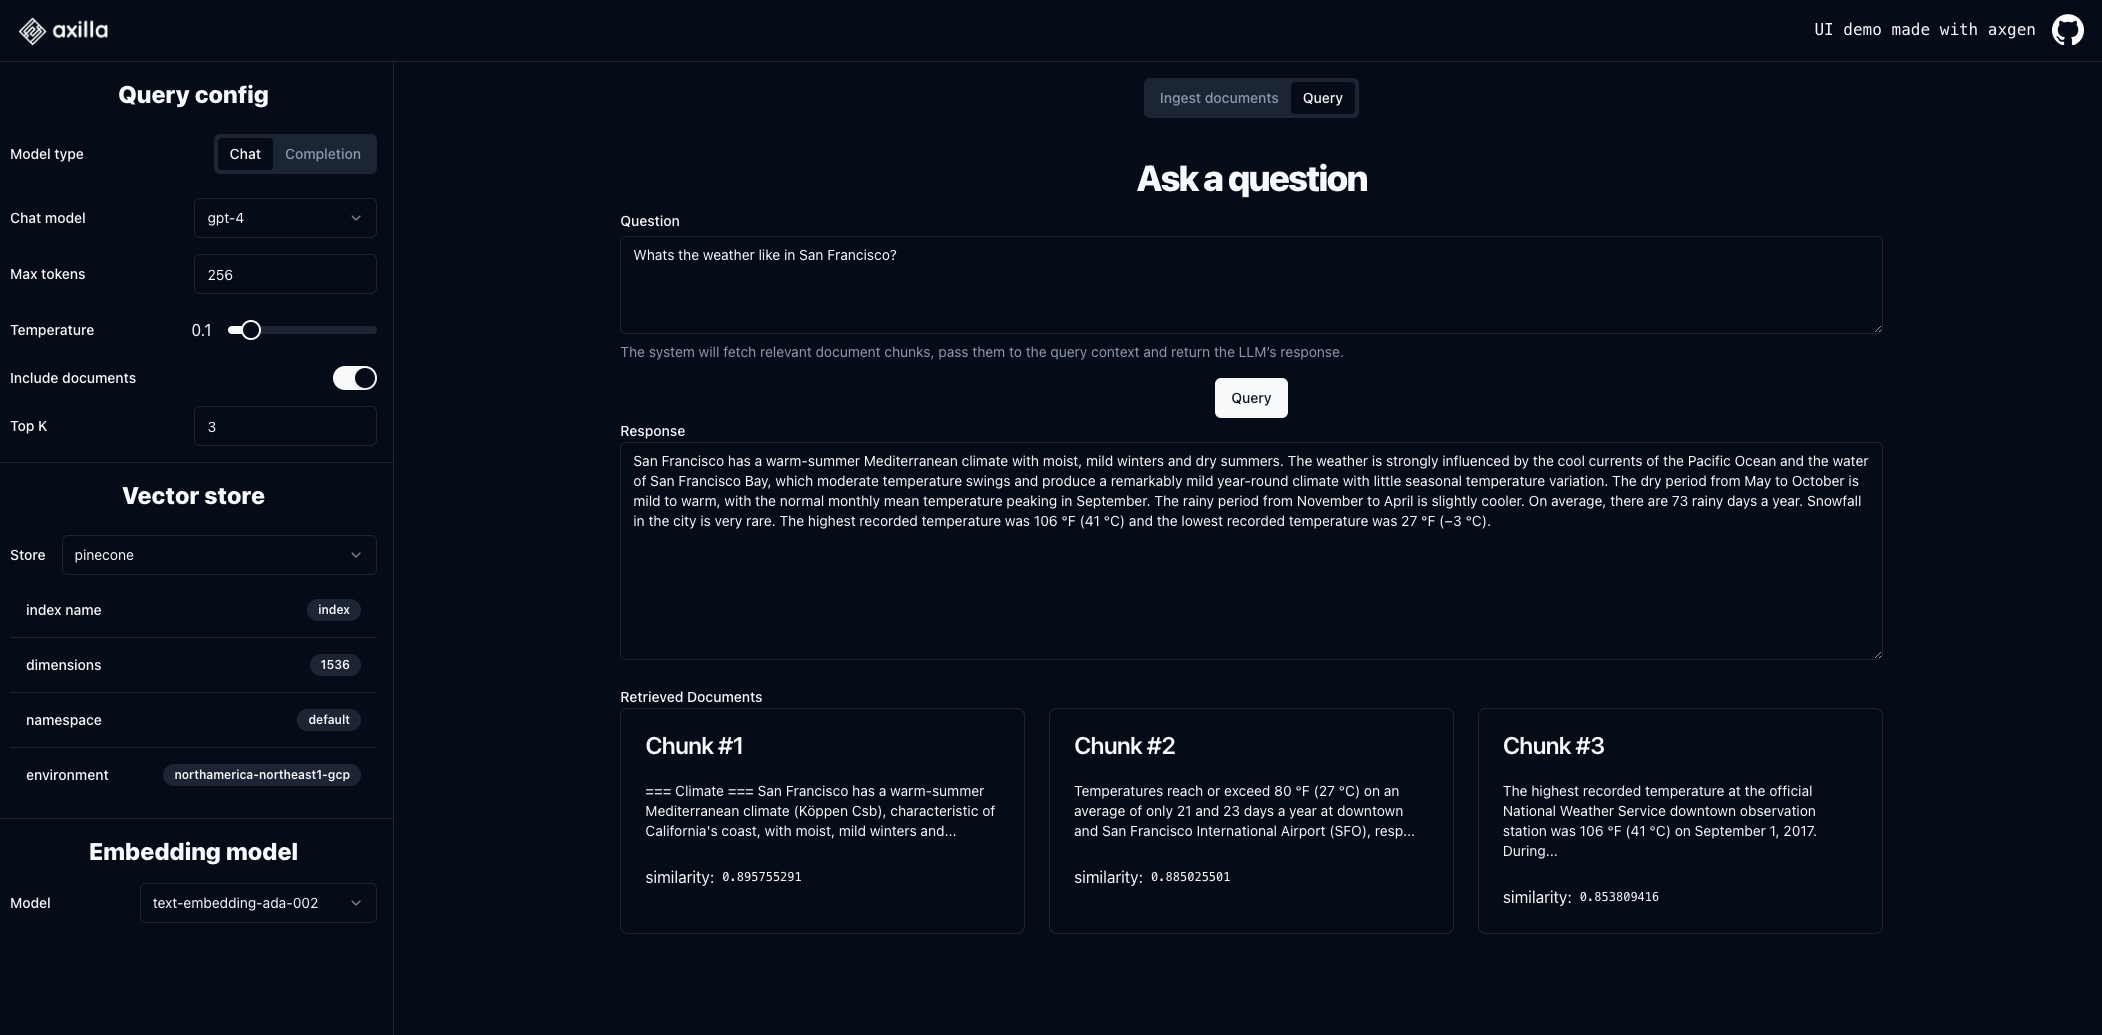 axilla
UI demo made with axgen
Query config
Model type
Chat
Completion
Chat model
gpt-4
Max tokens
256
Temperature
0.1
Include documents
Top K
3
Vector store
Store
pinecone
index name
index
dimensions
1536
namespace
default
environment
northamerica-northeast1-gcp
Embedding model
Model
text-embedding-ada-002
Ingest documents
Query
Ask a question
Question
Whats the weather like in San Francisco?
The system will fetch relevant document chunks, pass them to the query context and return the LLM's response.
Query
Response
San Francisco has a warm-summer Mediterranean climate with moist, mild winters and dry summers. The weather is strongly influenced by the cool currents of the Pacific Ocean and the water
of San Francisco Bay, which moderate temperature swings and produce a remarkably mild year-round climate with little seasonal temperature variation. The dry period from May to October is
mild to warm, with the normal monthly mean temperature peaking in September. The rainy period from November to April is slightly cooler. On average, there are 73 rainy days a year. Snowfall
in the city is very rare. The highest recorded temperature was 106 °F (41 °C) and the lowest recorded temperature was 27 °F (−3 °C).
Retrieved Documents
Chunk #1
=== Climate === San Francisco has a warm-summer
Mediterranean climate (Köppen Csb), characteristic of
California's coast, with moist, mild winters and...
similarity: 0.895755291
Chunk #2
Temperatures reach or exceed 80 °F (27 °C) on an
average of only 21 and 23 days a year at downtown
and San Francisco International Airport (SFO), resp...
similarity: 0.885025501
Chunk #3
The highest recorded temperature at the official
National Weather Service downtown observation
station was 106 °F (41 °C) on September 1, 2017.
During...
similarity: 0.853809416